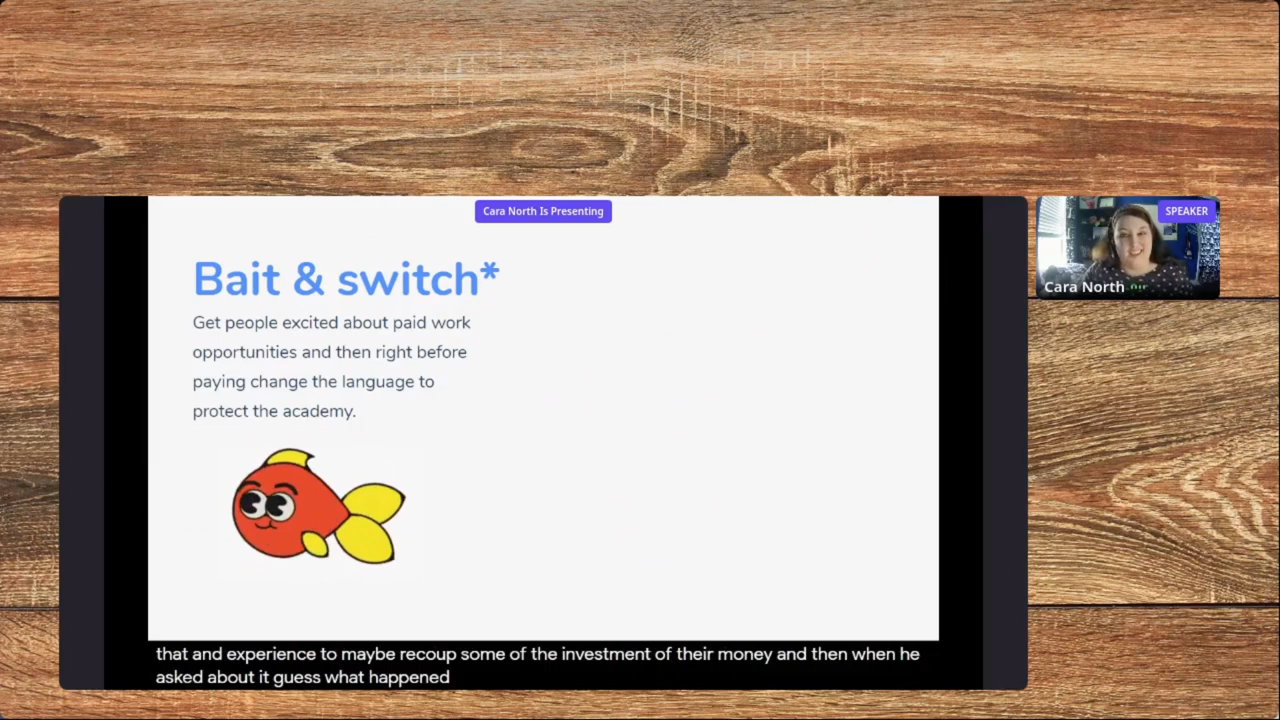 Cara North Is Presenting
SPEAKER
Cara North
Bait & switch*
Get people excited about paid work
opportunities and then right before
paying change the language to
protect the academy.
that and experience to maybe recoup some of the investment of their money and then when he
asked about it guess what happened